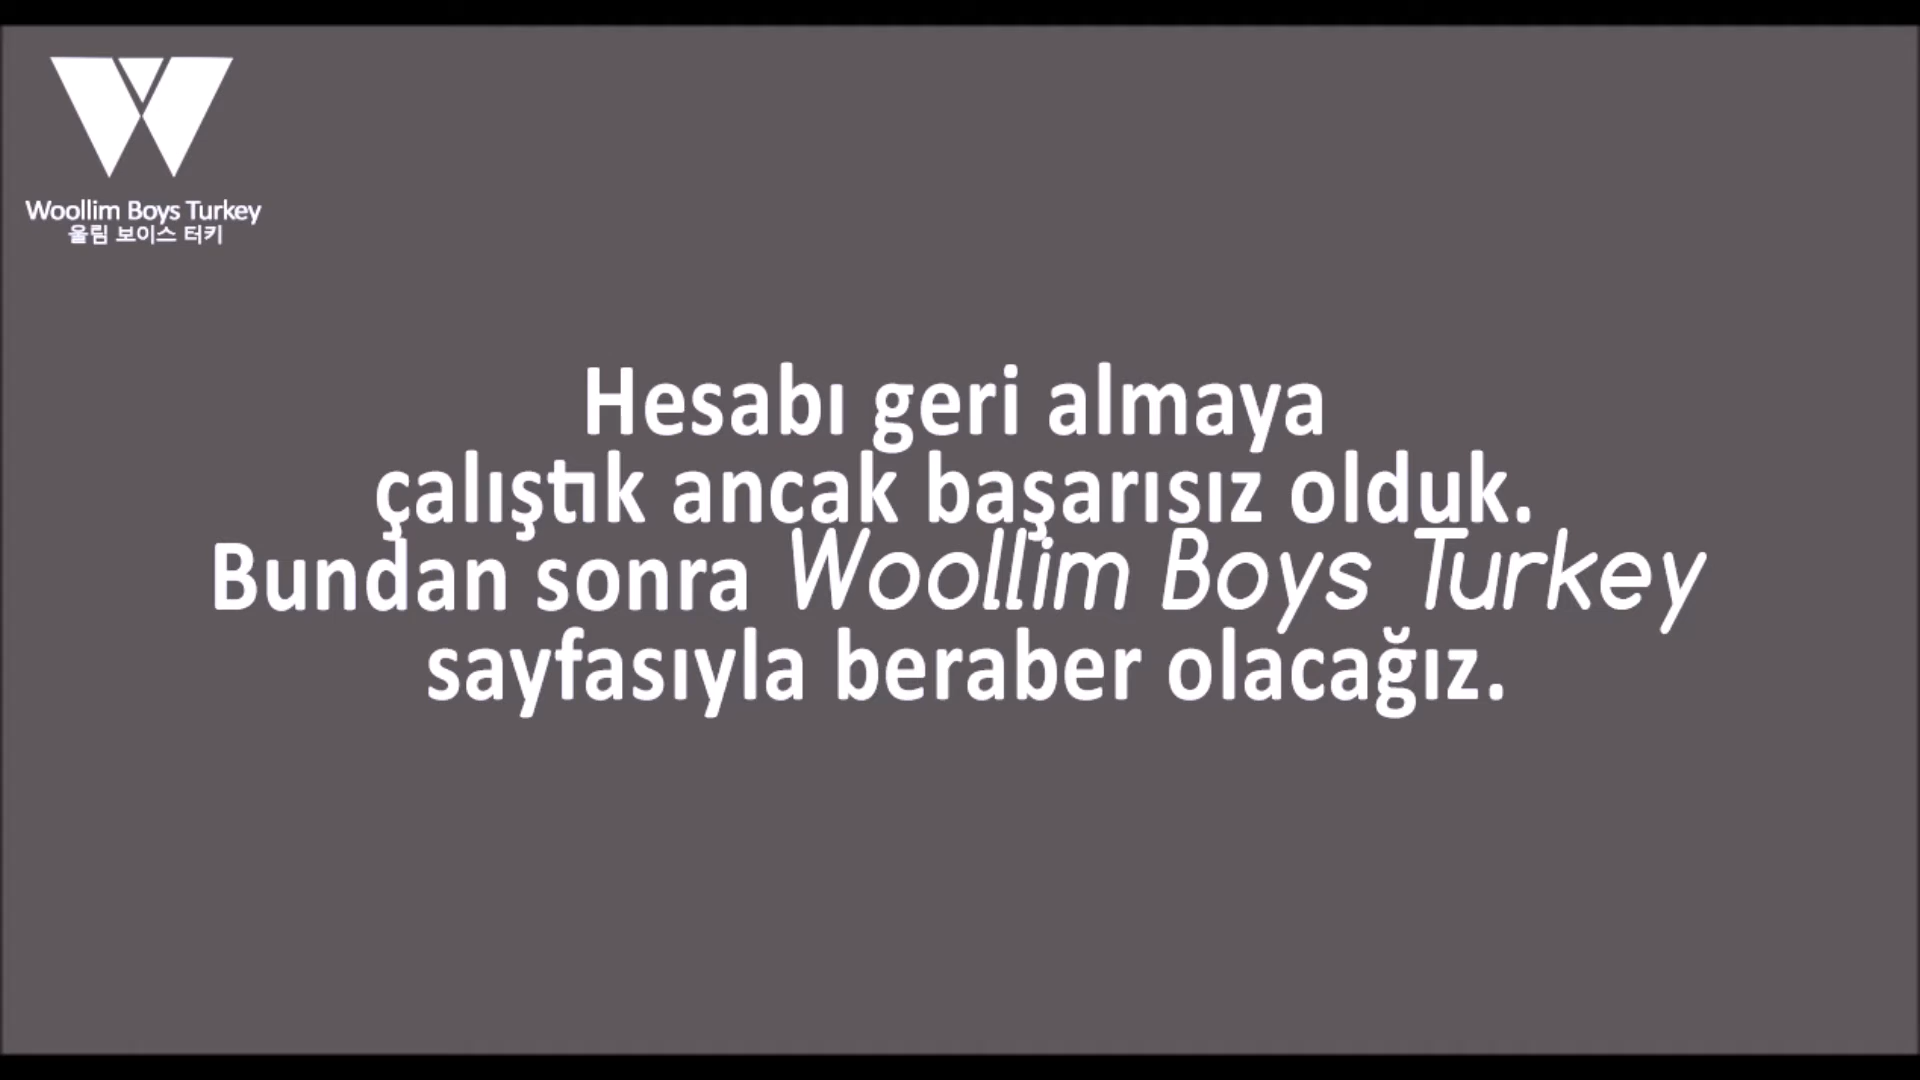 Woollim Boys Turkey
울림 보이스 터키
Hesabı geri almaya
çalıştık ancak başarısız olduk.
Bundan sonra Woollim Boys Turkey
sayfasıyla beraber olacağız.